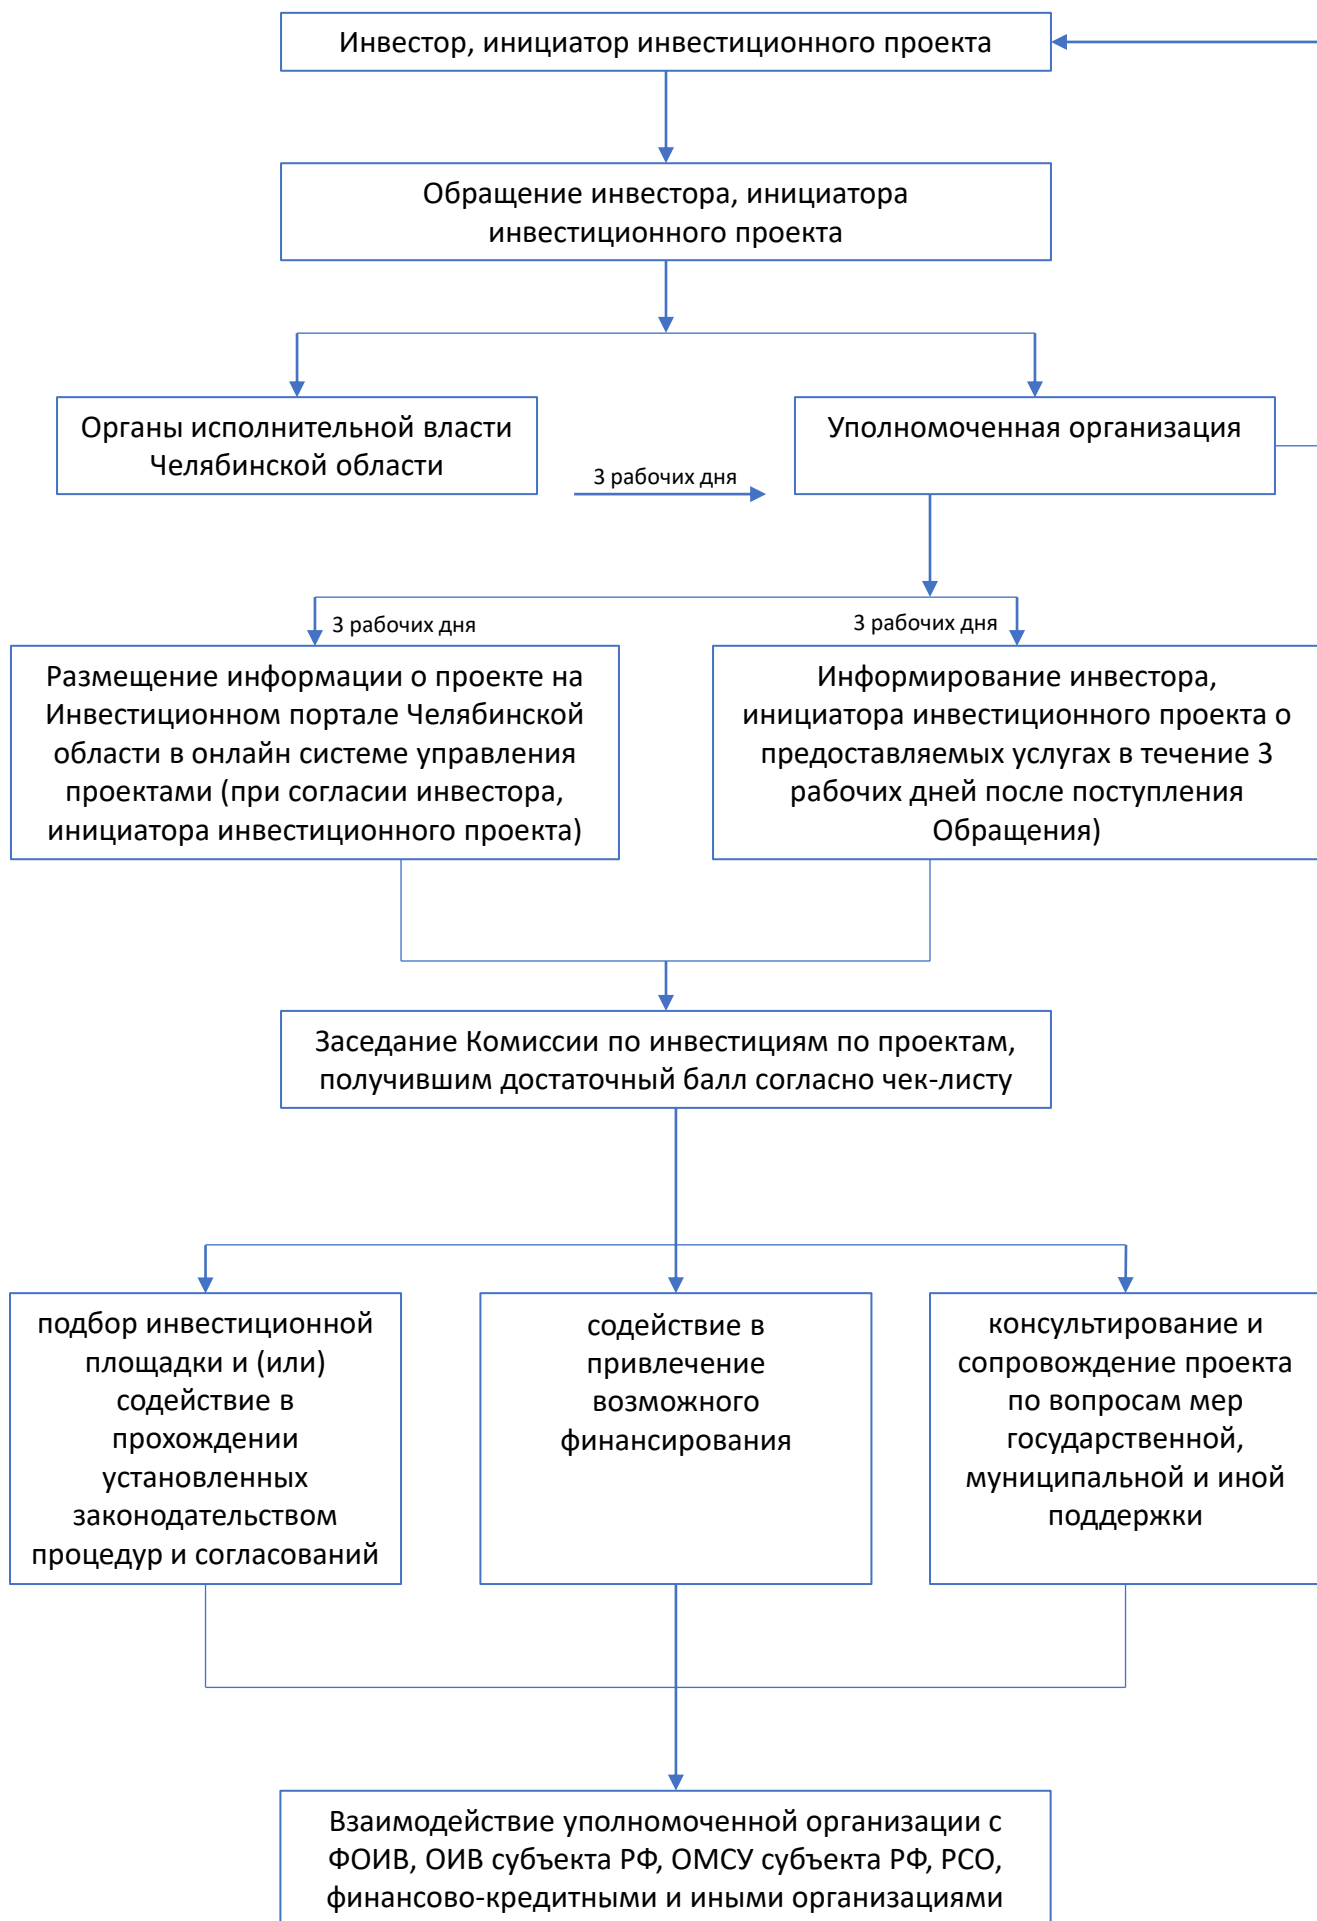 Инвестор, инициатор инвестиционного проекта
Обращение инвестора, инициатора
инвестиционного проекта
Органы исполнительной власти
Челябинской области
3 рабочих дня
Уполномоченная организация
3 рабочих дня
3 рабочих дня
Размещение информации о проекте на
Инвестиционном портале Челябинской
области в онлайн системе управления
проектами (при согласии инвестора,
инициатора инвестиционного проекта)
Информирование инвестора,
инициатора инвестиционного проекта о
предоставляемых услугах в течение 3
рабочих дней после поступления
Обращения)
Заседание Комиссии по инвестициям по проектам,
получившим достаточный балл согласно чек-листу
подбор инвестиционной
площадки и (или)
содействие в
прохождении
установленных
законодательством
процедур и согласований
содействие в
привлечение
возможного
финансирования
консультирование и
сопровождение проекта
по вопросам мер
государственной,
муниципальной и иной
поддержки
Взаимодействие уполномоченной организации с
ФОИВ, ОИВ субъекта РФ, ОМСУ субъекта РФ, РСО,
финансово-кредитными и иными организациями